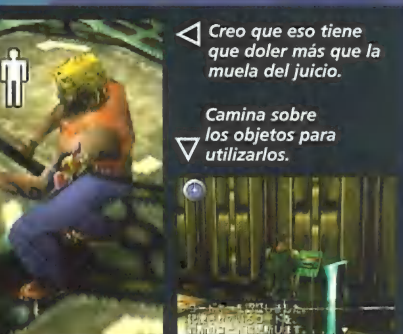 Creo que eso tiene
que doler más que la
muela del juicio.
Camina sobre
los objetos para
utilizarlos.